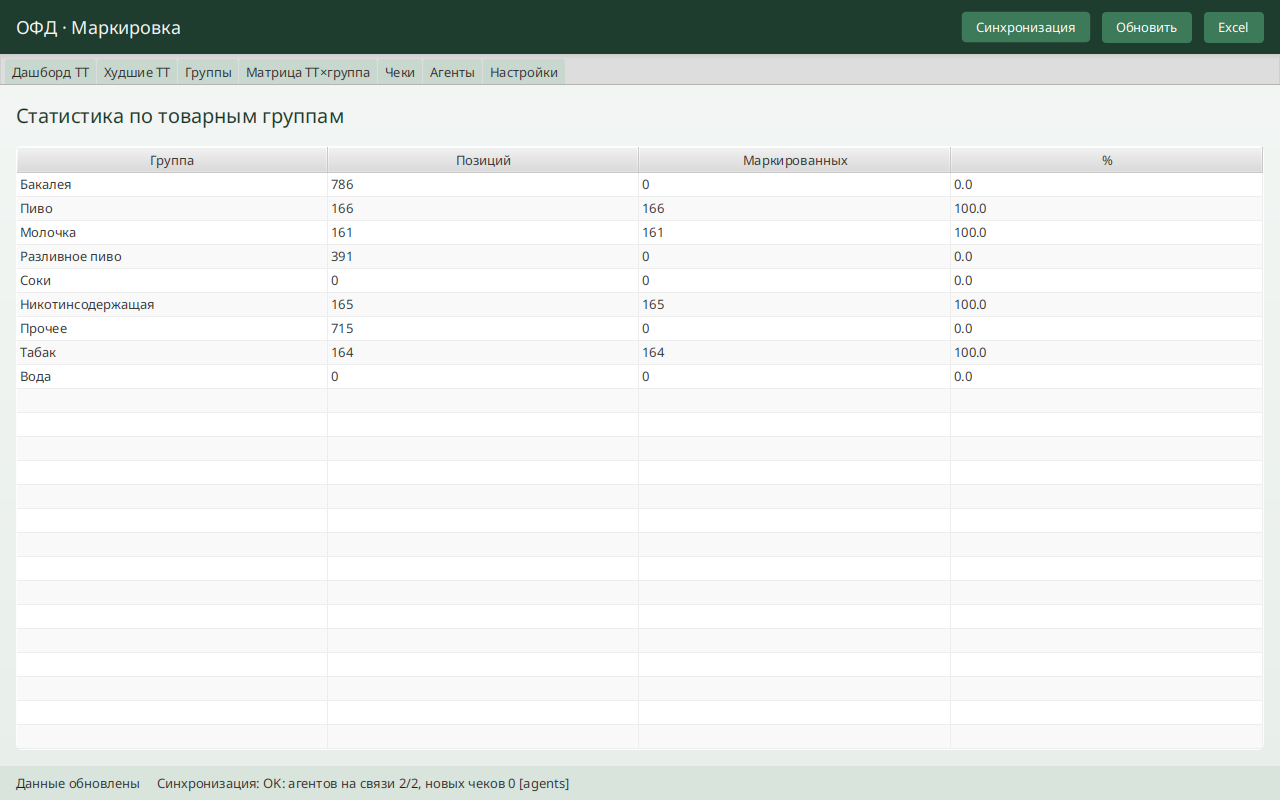 ОФД · Маркировка
Синхронизация Обновить Excel
Дашборд ТТ Худшие ТТ Группы Матрица ТТ×группа Чеки Агенты Настройки
Статистика по товарным группам
Группа Позиций Маркированных %
Бакалея 786 0 0.0
Пиво 166 166 100.0
Молочка 161 161 100.0
Разливное пиво 391 0 0.0
Соки 0 0 0.0
Никотинсодержащая 165 165 100.0
Прочее 715 0 0.0
Табак 164 164 100.0
Вода 0 0 0.0
Данные обновлены Синхронизация: OK: агентов на связи 2/2, новых чеков 0 [agents]